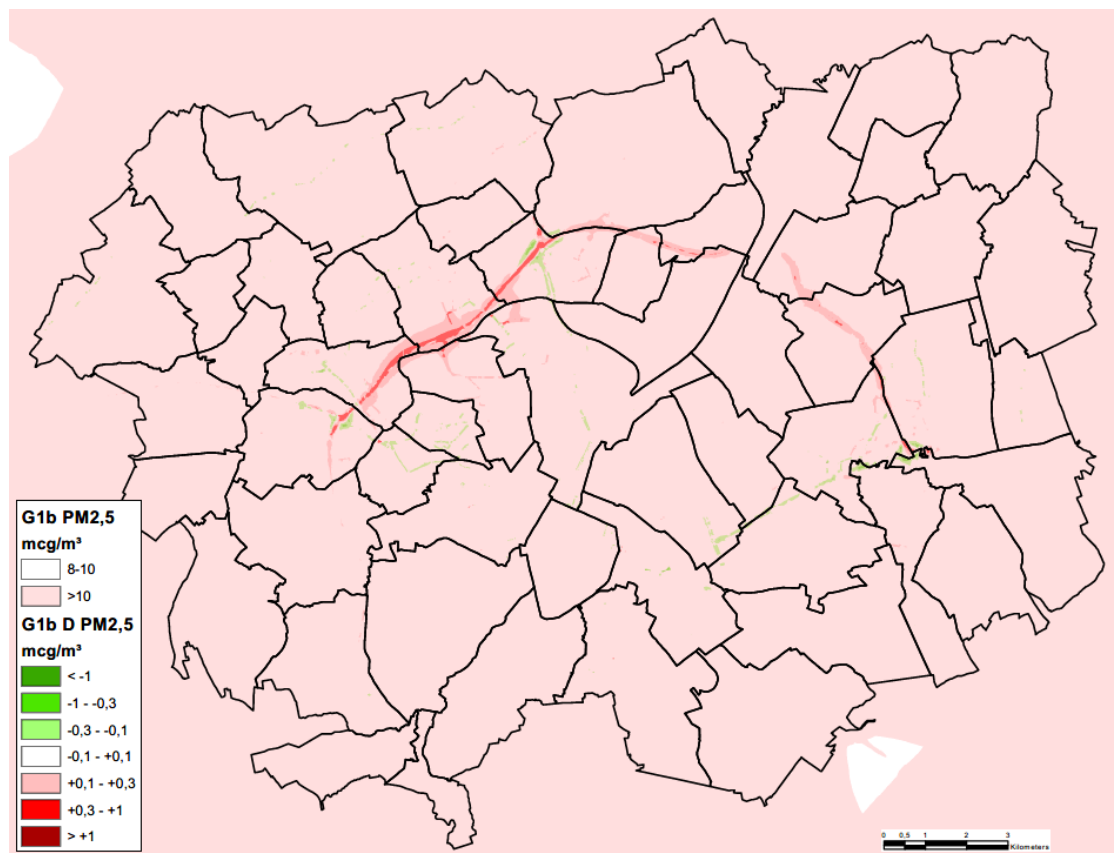 G1b PM2,5
mcg/m³
8-10
>10
G1b D PM2,5
mcg/m³
< -1
-1 - -0,3
-0,3 - -0,1
-0,1 - +0,1
+0,1 - +0,3
+0,3 - +1
> +1
0 0,5 1 2 3
Kilometers